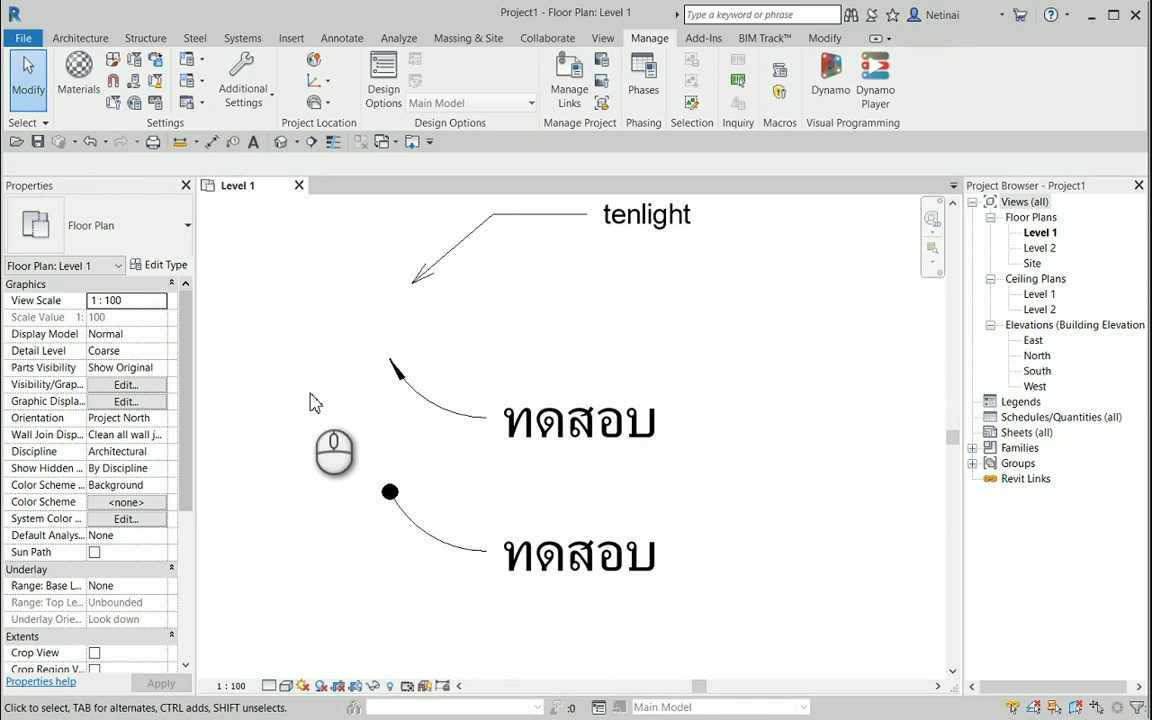 Project1 - Floor Plan: Level 1
Type a keyword or phrase
Netinai
File Architecture Structure Steel Systems Insert Annotate Analyze Massing & Site Collaborate View Manage Add-Ins BIM Track™ Modify
Modify
Materials
Additional Settings
Design Options
Main Model
Manage Links
Phases
Dynamo
Dynamo Player
Select Settings Project Location Design Options Manage Project Phasing Selection Inquiry Macros Visual Programming
Properties
Level 1
Project Browser - Project1
Floor Plan
Floor Plan: Level 1
Edit Type
Graphics
View Scale 1 : 100
Scale Value 1: 100
Display Model Normal
Detail Level Coarse
Parts Visibility Show Original
Visibility/Grap... Edit...
Graphic Displa... Edit...
Orientation Project North
Wall Join Disp... Clean all wall j...
Discipline Architectural
Show Hidden ... By Discipline
Color Scheme ... Background
Color Scheme <none>
System Color ... Edit...
Default Analys... None
Sun Path
Underlay
Range: Base L... None
Range: Top Le... Unbounded
Underlay Orie... Look down
Extents
Crop View
Crop Region V...
Properties help
Apply
tenlight
ทดสอบ
ทดสอบ
Views (all)
Floor Plans
Level 1
Level 2
Site
Ceiling Plans
Level 1
Level 2
Elevations (Building Elevation
East
North
South
West
Legends
Schedules/Quantities (all)
Sheets (all)
Families
Groups
Revit Links
1 : 100
Click to select, TAB for alternates, CTRL adds, SHIFT unselects.
:0
Main Model